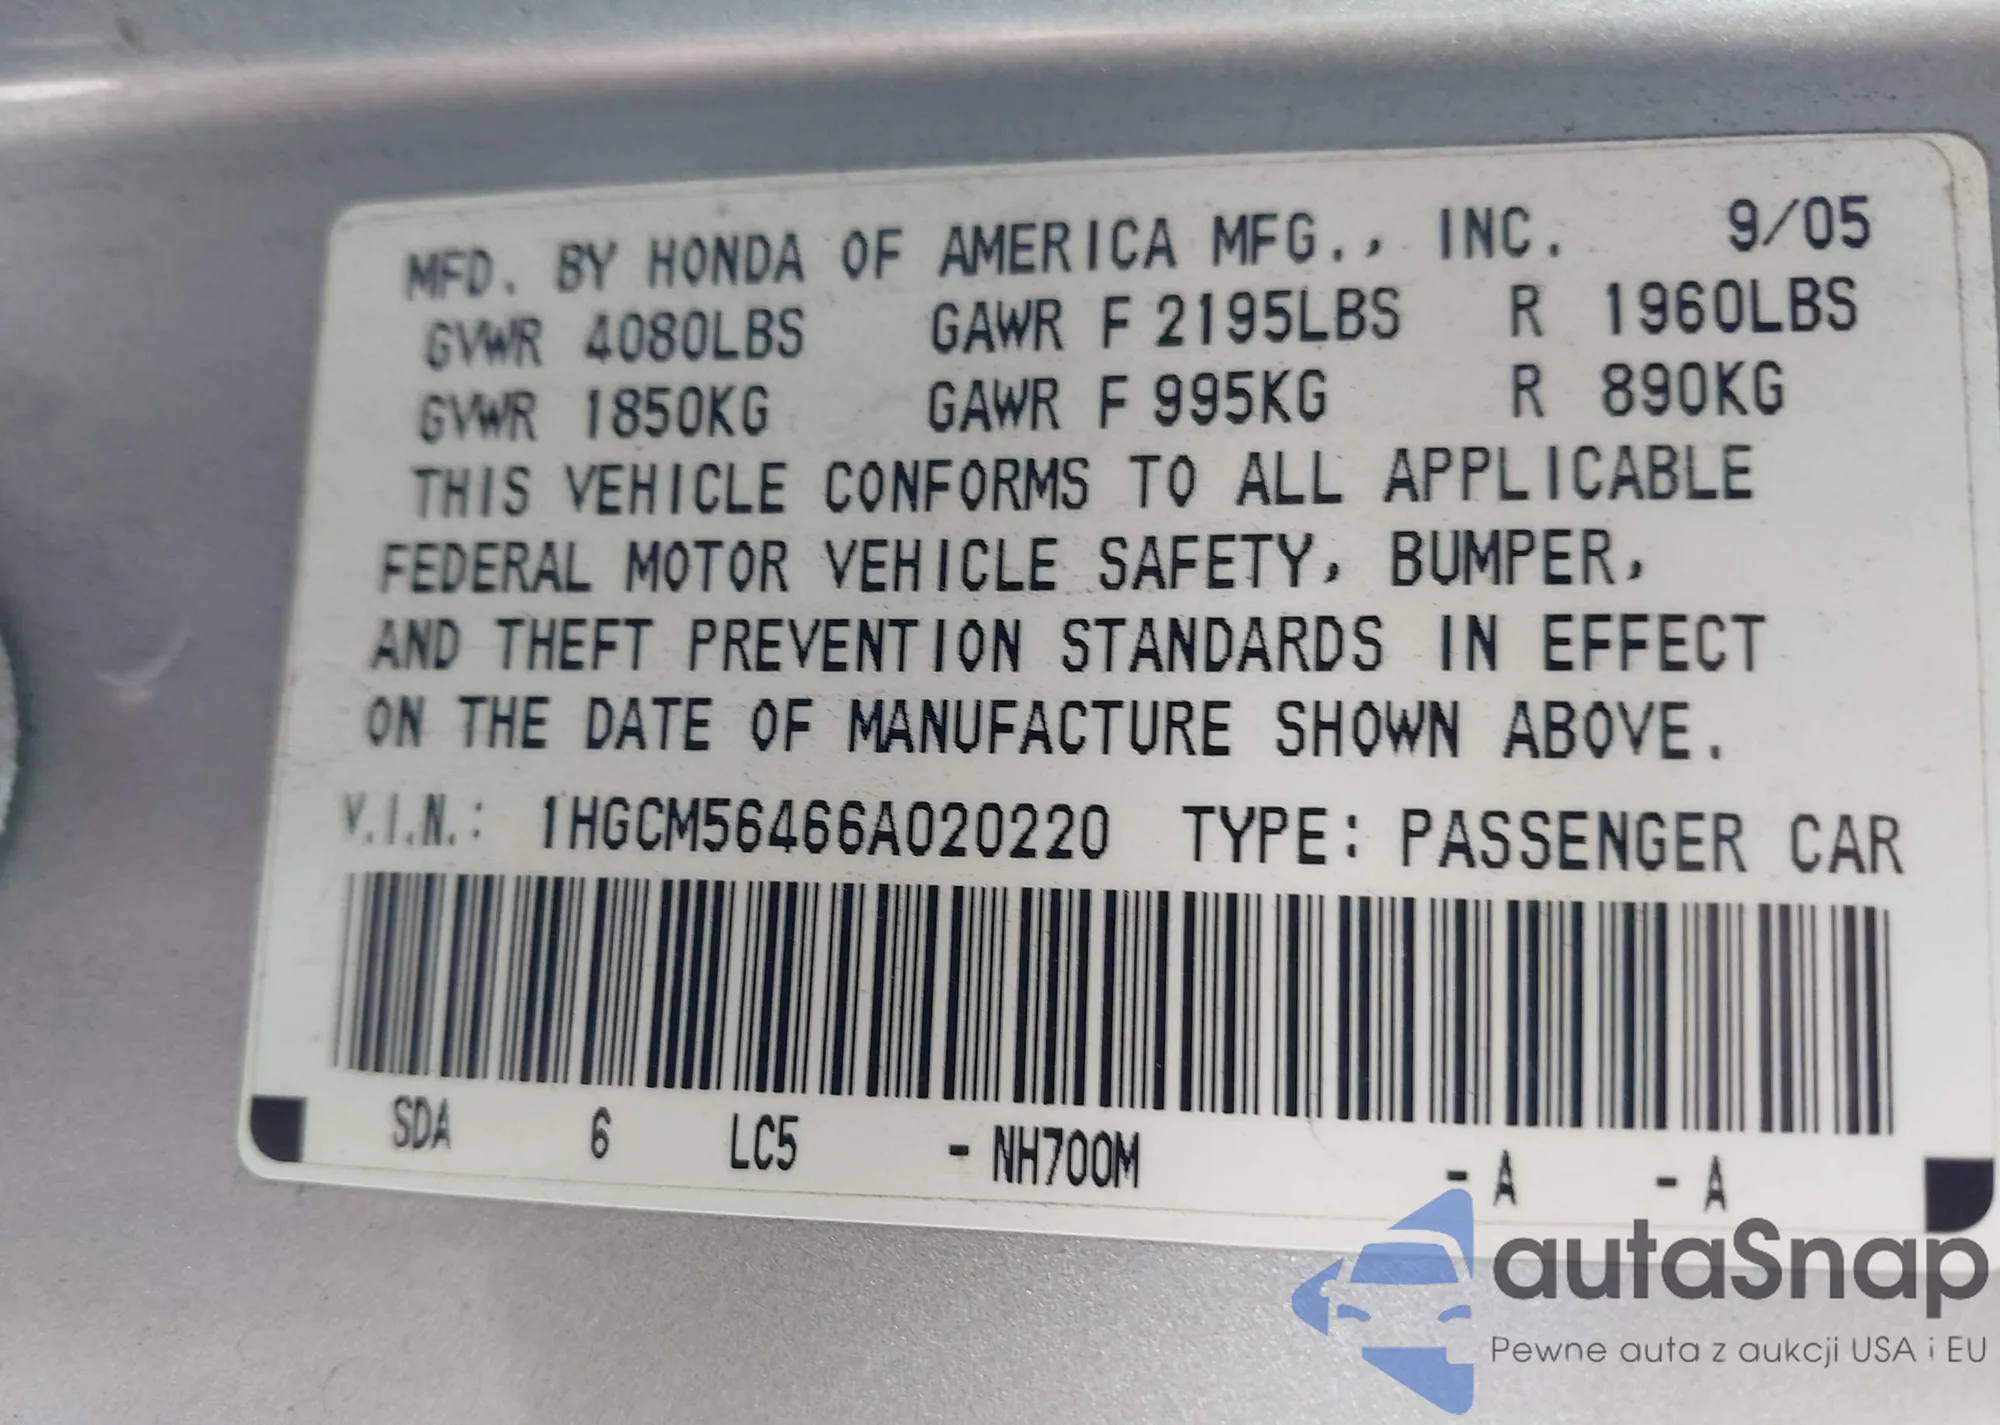 MFD. BY HONDA OF AMERICA MFG., INC. 9/05
GVWR 4080LBS GAWR F 2195LBS R 1960LBS
GVWR 1850KG GAWR F 995KG R 890KG
THIS VEHICLE CONFORMS TO ALL APPLICABLE
FEDERAL MOTOR VEHICLE SAFETY, BUMPER,
AND THEFT PREVENTION STANDARDS IN EFFECT
ON THE DATE OF MANUFACTURE SHOWN ABOVE.
V.I.N.: 1HGCM56466A020220 TYPE: PASSENGER CAR
SDA 6 LC5 - NH700M - A - A
autaSnap
Pewne auta z aukcji USA i EU